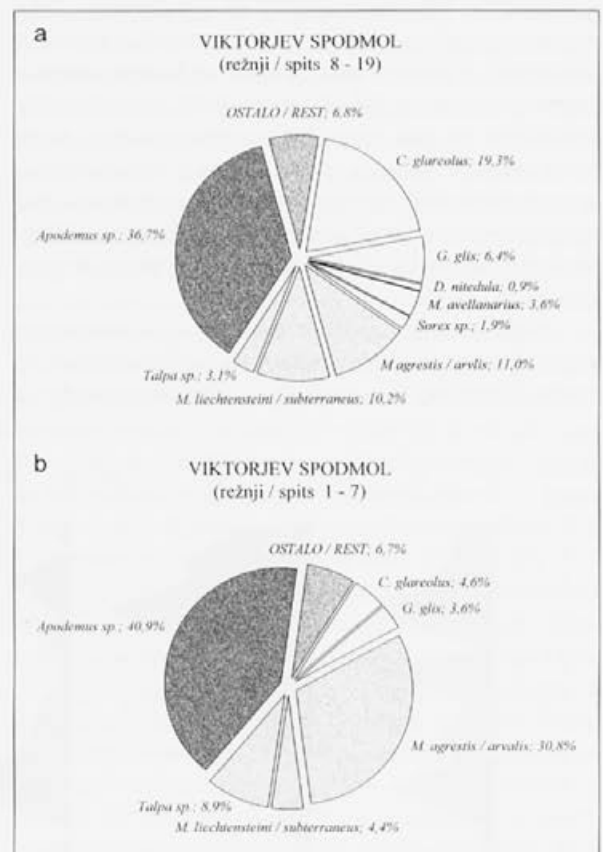 a
VIKTORJEV SPODMOL
(režnji / spits 8 - 19)
OSTALO / REST; 6,8%
C. glareolus; 19,3%
Apodemus sp.; 36,7%
G. glis; 6,4%
D. nitedula; 0,9%
M. avellanarius; 3,6%
Sorex sp.; 1,9%
M agrestis / arvlis; 11,0%
Talpa sp.; 3,1%
M. liechtensteini / subterraneus; 10,2%
b
VIKTORJEV SPODMOL
(režnji / spits 1 - 7)
OSTALO / REST; 6,7%
C. glareolus; 4,6%
G. glis; 3,6%
Apodemus sp.; 40,9%
M. agrestis / arvalis; 30,8%
Talpa sp.; 8,9%
M. liechtensteini / subterraneus; 4,4%